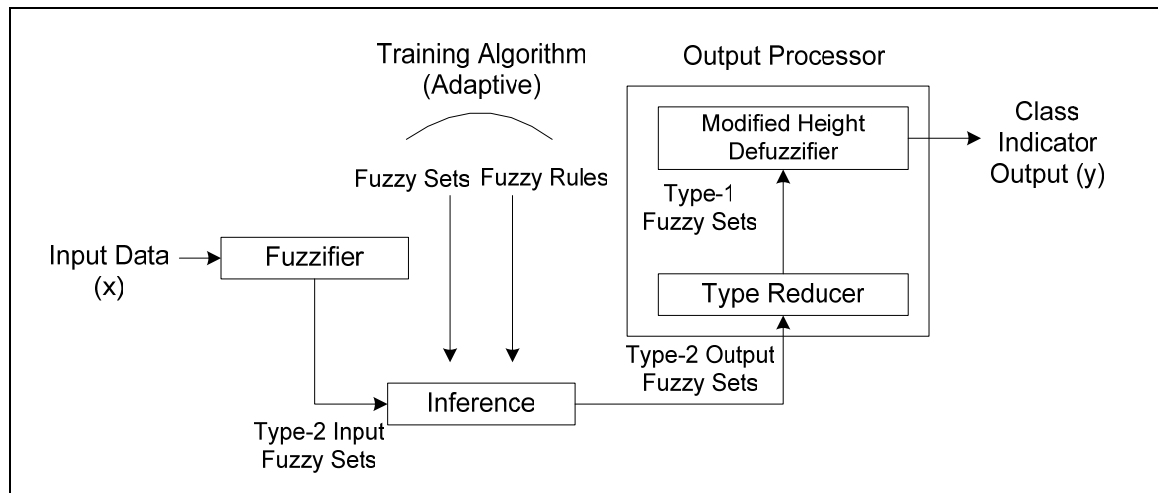 Training Algorithm
(Adaptive)
Output Processor
Fuzzy Sets Fuzzy Rules
Modified Height
Defuzzifier
Class
Indicator
Output (y)
Type-1
Fuzzy Sets
Input Data
(x)
Fuzzifier
Type Reducer
Type-2 Output
Fuzzy Sets
Inference
Type-2 Input
Fuzzy Sets